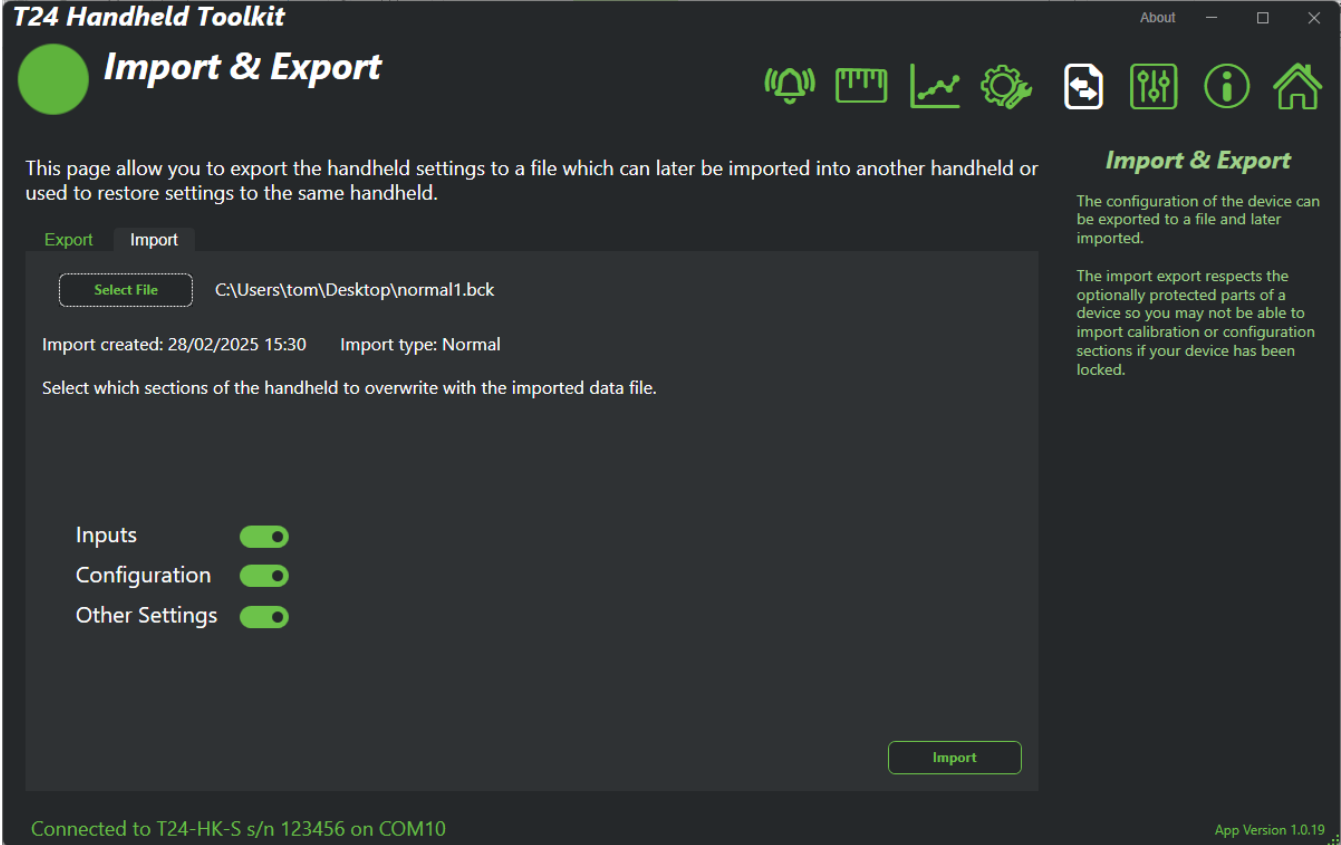 T24 Handheld Toolkit
About
Import & Export
This page allow you to export the handheld settings to a file which can later be imported into another handheld or
used to restore settings to the same handheld.
Export
Import
Select File
C:\Users\tom\Desktop\normal1.bck
Import created: 28/02/2025 15:30
Import type: Normal
Select which sections of the handheld to overwrite with the imported data file.
Inputs
Configuration
Other Settings
Import
Import & Export
The configuration of the device can
be exported to a file and later
imported.
The import export respects the
optionally protected parts of a
device so you may not be able to
import calibration or configuration
sections if your device has been
locked.
Connected to T24-HK-S s/n 123456 on COM10
App Version 1.0.19